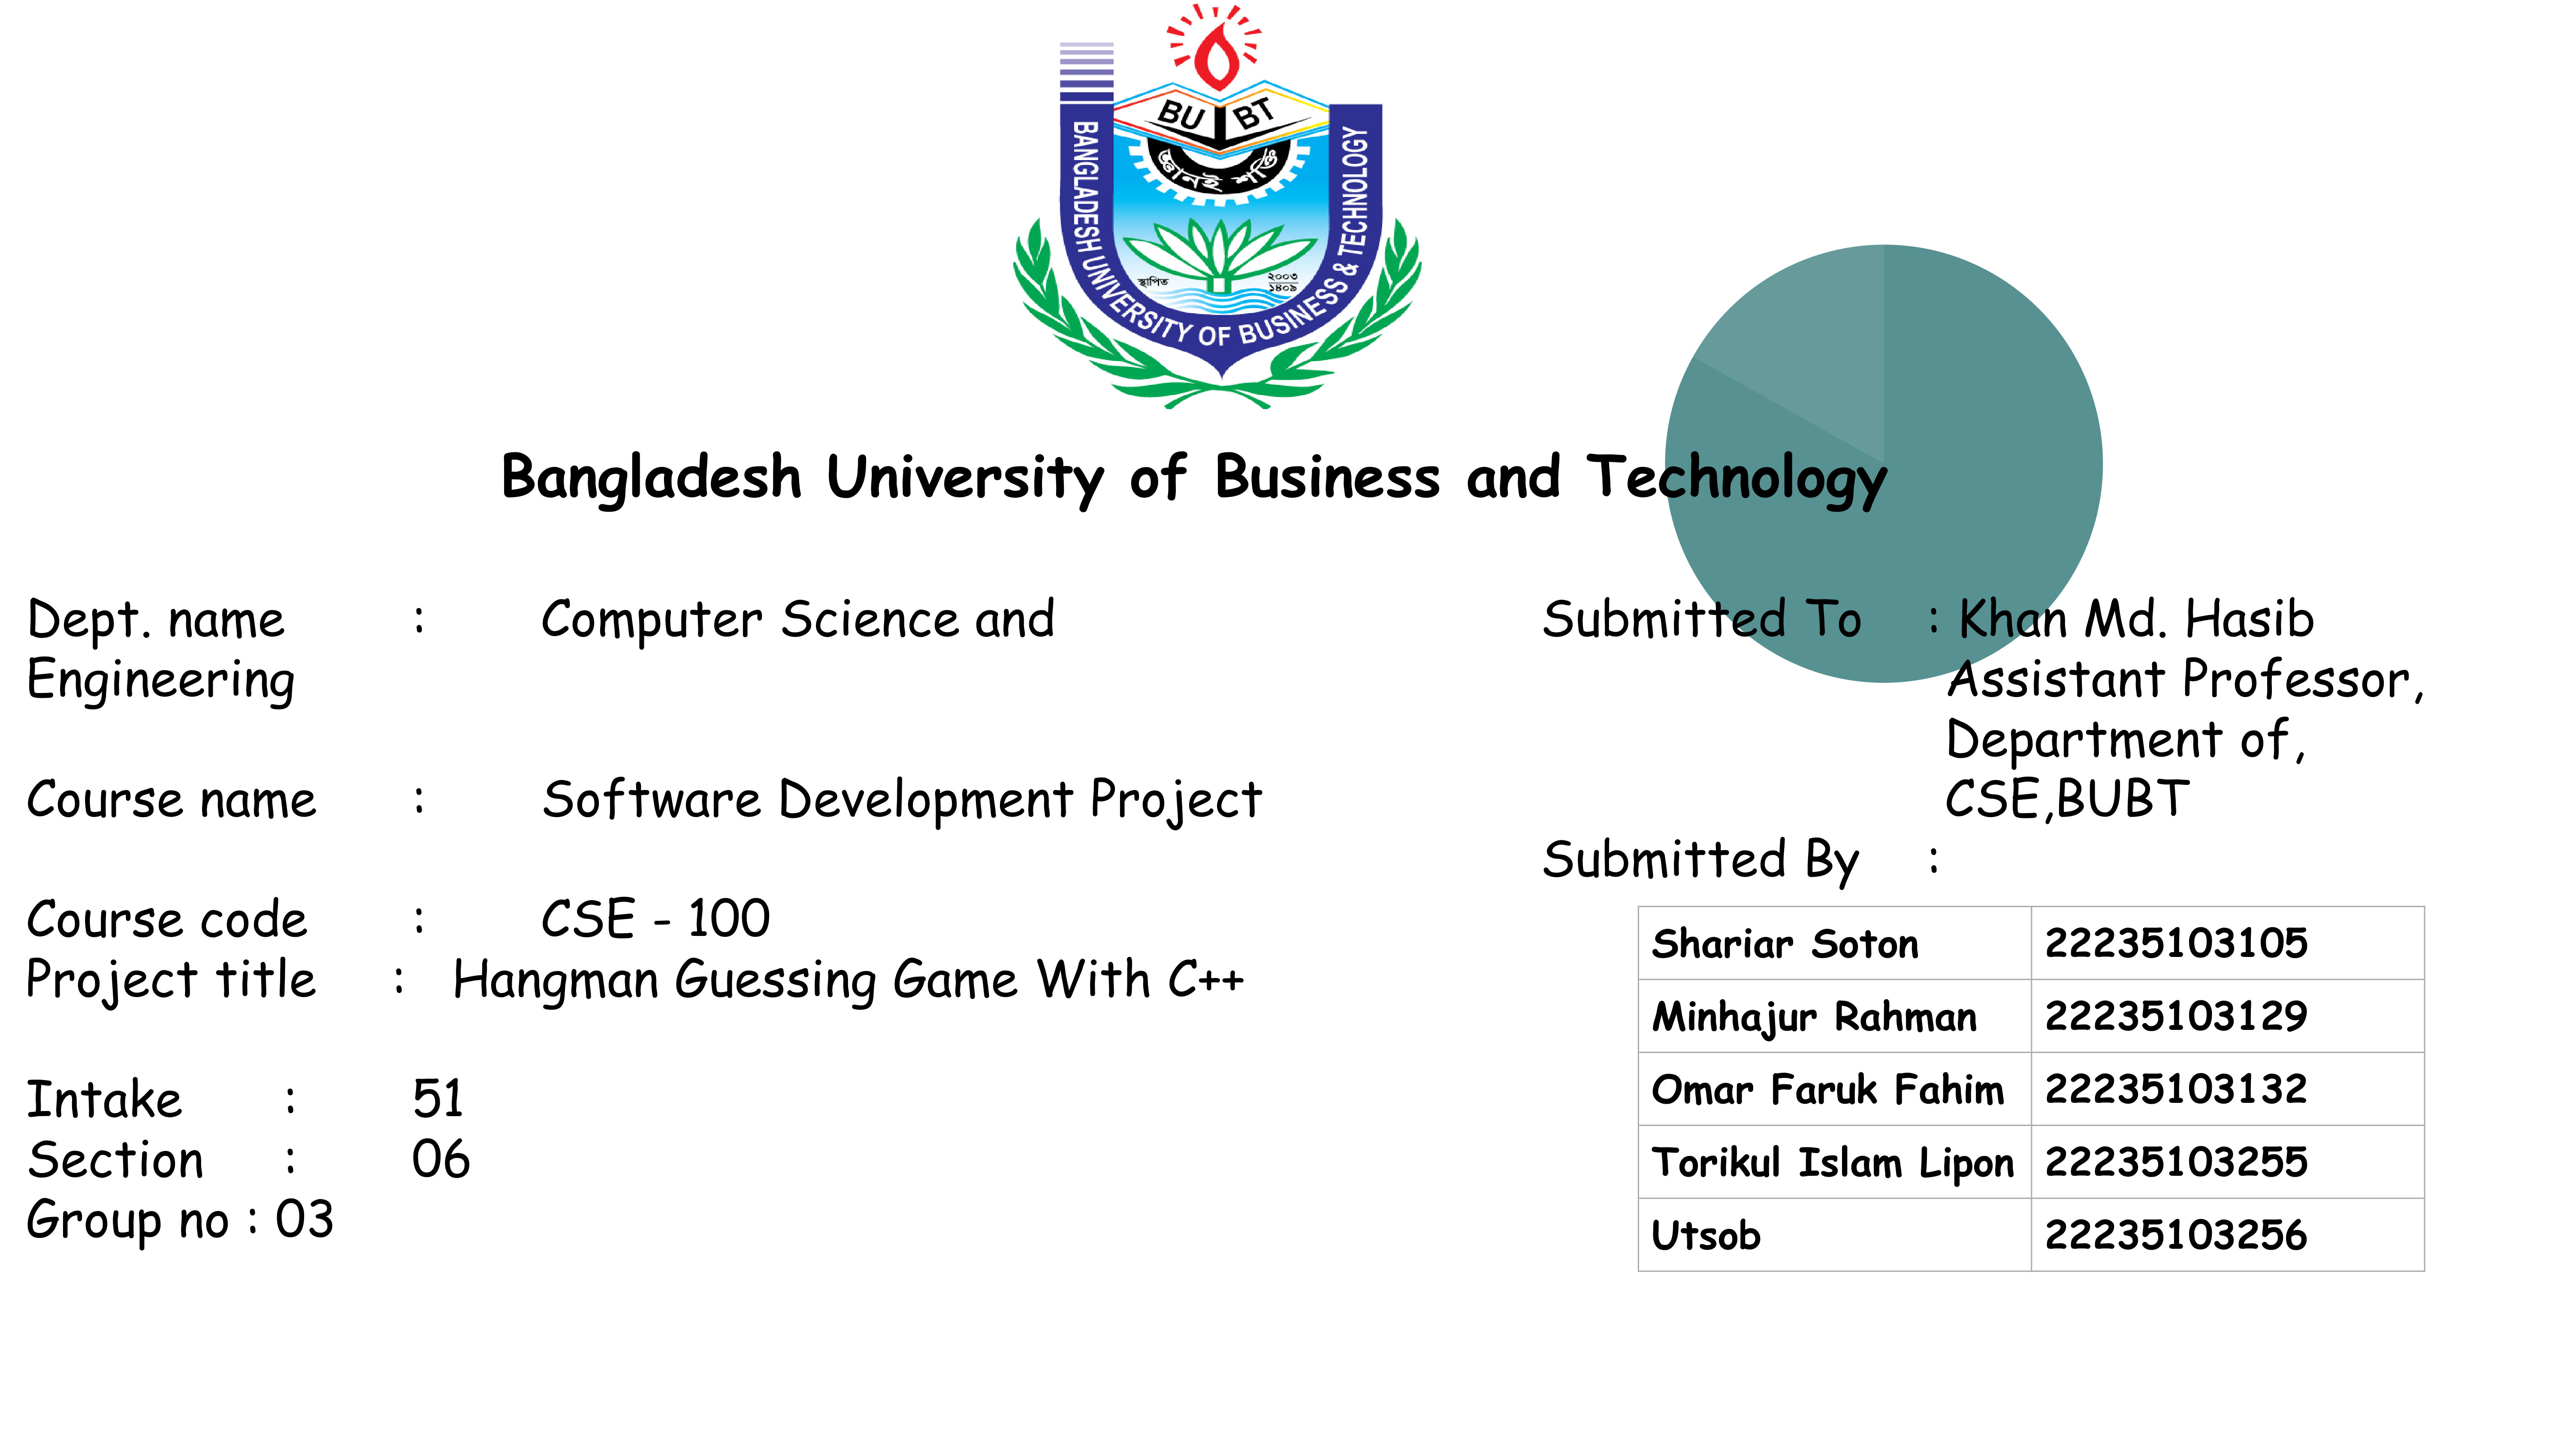 BU BT
জ্ঞানই শক্তি
স্থাপিত
২০০৩
১৪০৯
BANGLADESH UNIVERSITY OF BUSINESS & TECHNOLOGY
Bangladesh University of Business and Technology
Dept. name : Computer Science and
Engineering
Course name : Software Development Project
Course code : CSE - 100
Project title : Hangman Guessing Game With C++
Intake : 51
Section : 06
Group no : 03
Submitted To : Khan Md. Hasib
Assistant Professor,
Department of,
CSE,BUBT
Submitted By :
Shariar Soton 22235103105
Minhajur Rahman 22235103129
Omar Faruk Fahim 22235103132
Torikul Islam Lipon 22235103255
Utsob 22235103256